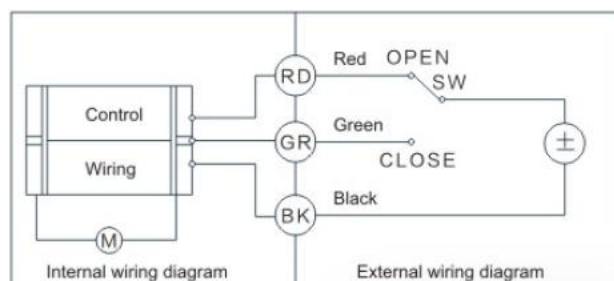 Red
OPEN
RD
SW
Control
Green
GR
CLOSE
±
Wiring
Black
BK
M
Internal wiring diagram
External wiring diagram